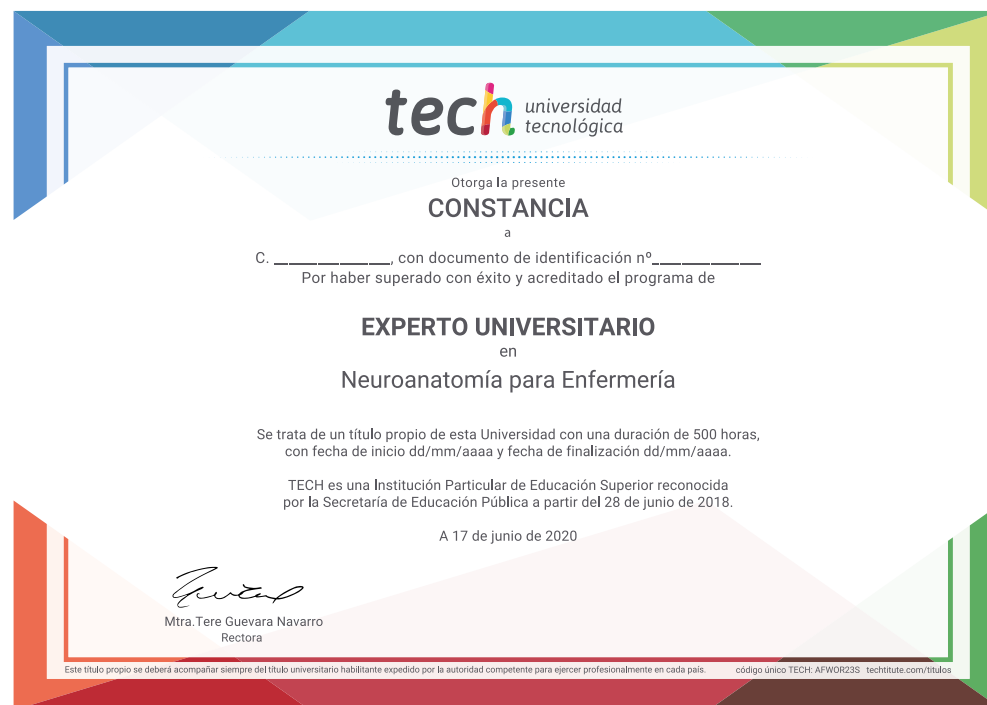 tech universidad
tecnológica
Otorga la presente
CONSTANCIA
a
C. ______________, con documento de identificación nº_____________
Por haber superado con éxito y acreditado el programa de
EXPERTO UNIVERSITARIO
en
Neuroanatomía para Enfermería
Se trata de un título propio de esta Universidad con una duración de 500 horas,
con fecha de inicio dd/mm/aaaa y fecha de finalización dd/mm/aaaa.
TECH es una Institución Particular de Educación Superior reconocida
por la Secretaría de Educación Pública a partir del 28 de junio de 2018.
A 17 de junio de 2020
Mtra.Tere Guevara Navarro
Rectora
Este título propio se deberá acompañar siempre del título universitario habilitante expedido por la autoridad competente para ejercer profesionalmente en cada país. código único TECH: AFWOR23S techtitute.com/titulos